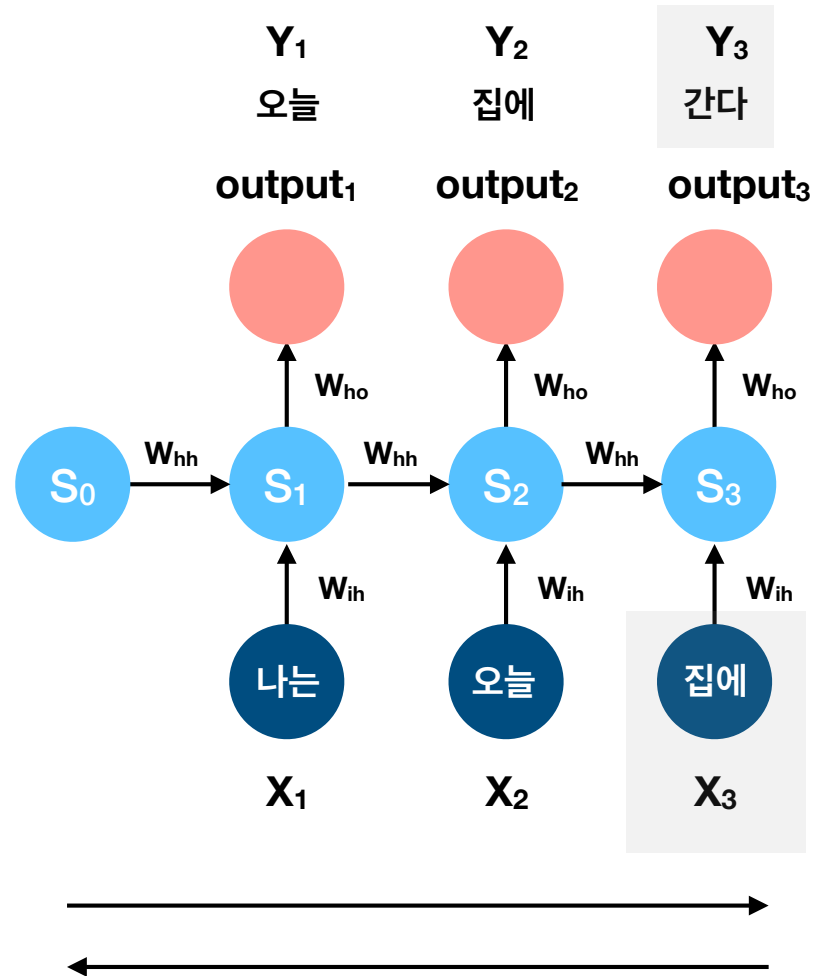 Y₁ Y₂ Y₃
오늘 집에 간다
output₁ output₂ output₃
Wₕₒ Wₕₒ Wₕₒ
Wₕₕ Wₕₕ Wₕₕ
S₀ S₁ S₂ S₃
Wᵢₕ Wᵢₕ Wᵢₕ
나는 오늘 집에
X₁ X₂ X₃